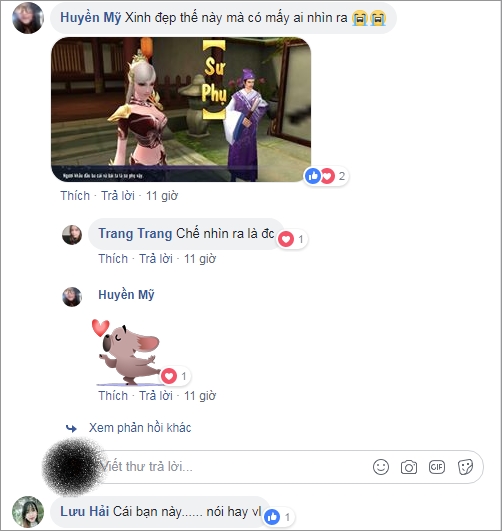 Huyền Mỹ Xinh đẹp thế này mà có mấy ai nhìn ra 😭😭
Sư
Phụ
Thích · Trả lời · 11 giờ
2
Trang Trang Chế nhìn ra là đc
1
Thích · Trả lời · 11 giờ
Huyền Mỹ
1
Thích · Trả lời · 11 giờ
Xem phản hồi khác
Viết thư trả lời...
GIF
Lưu Hải Cái bạn này...... nói hay vl
1